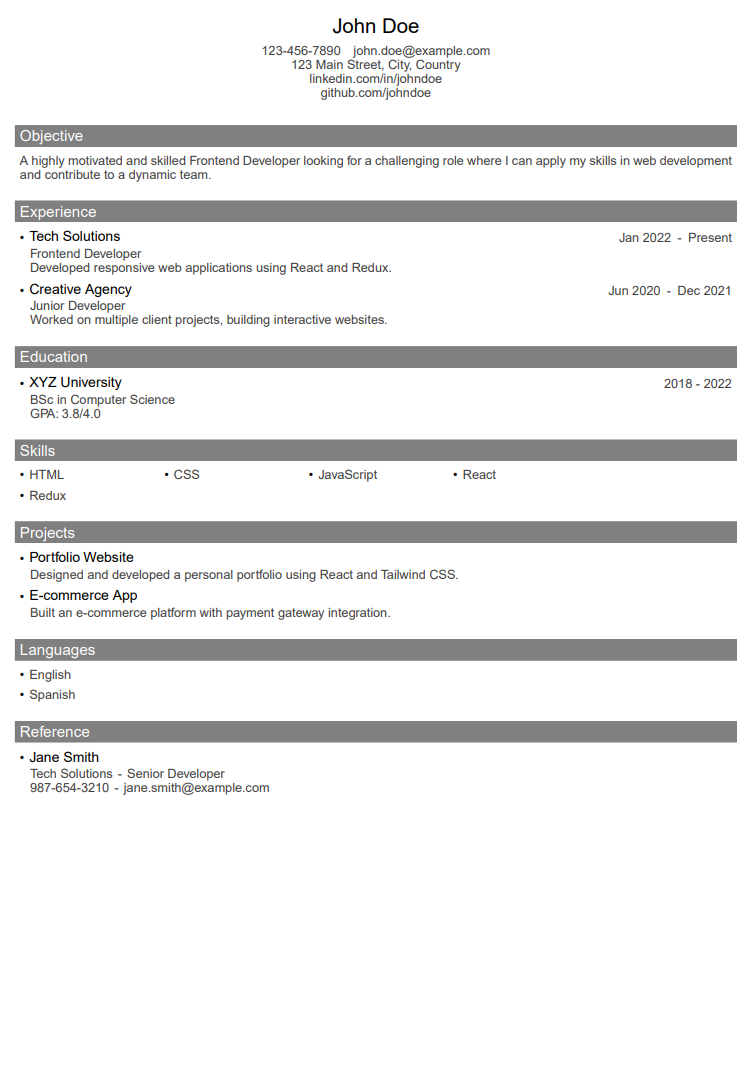 John Doe
123-456-7890 john.doe@example.com
123 Main Street, City, Country
linkedin.com/in/johndoe
github.com/johndoe
Objective
A highly motivated and skilled Frontend Developer looking for a challenging role where I can apply my skills in web development
and contribute to a dynamic team.
Experience
• Tech Solutions Jan 2022 - Present
Frontend Developer
Developed responsive web applications using React and Redux.
• Creative Agency Jun 2020 - Dec 2021
Junior Developer
Worked on multiple client projects, building interactive websites.
Education
• XYZ University 2018 - 2022
BSc in Computer Science
GPA: 3.8/4.0
Skills
• HTML • CSS • JavaScript • React
• Redux
Projects
• Portfolio Website
Designed and developed a personal portfolio using React and Tailwind CSS.
• E-commerce App
Built an e-commerce platform with payment gateway integration.
Languages
• English
• Spanish
Reference
• Jane Smith
Tech Solutions - Senior Developer
987-654-3210 - jane.smith@example.com